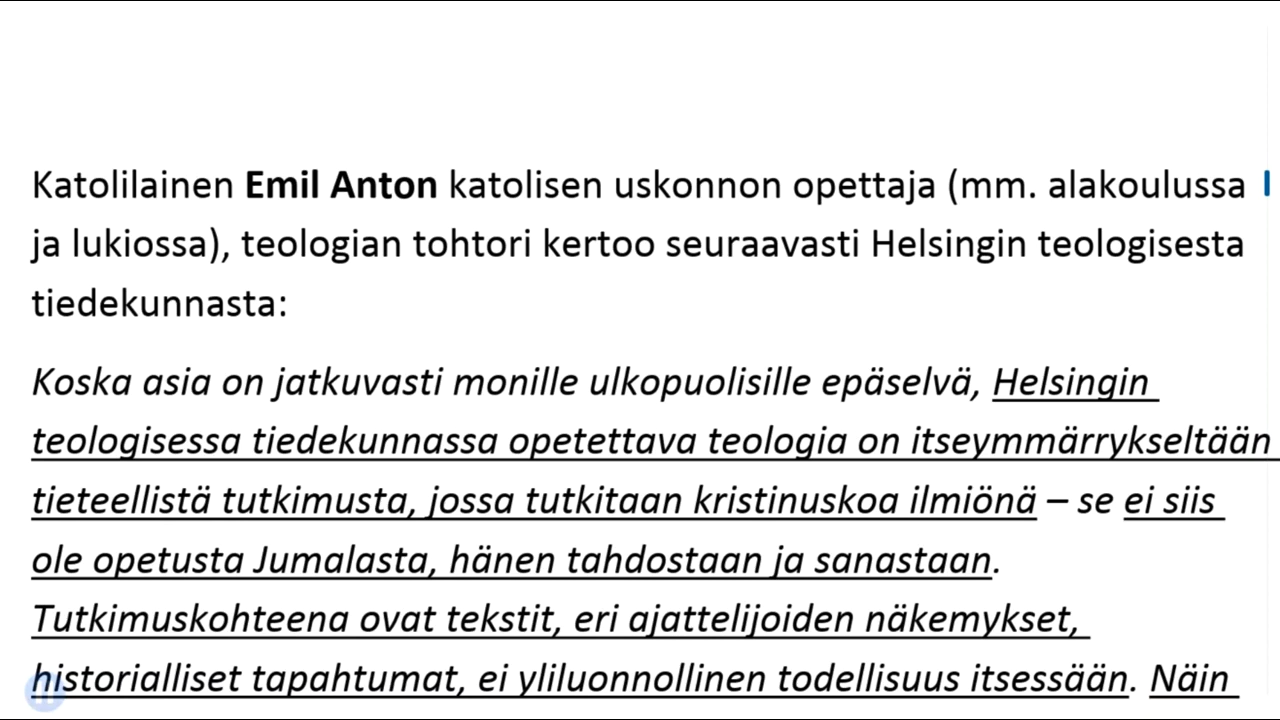 Katolilainen Emil Anton katolisen uskonnon opettaja (mm. alakoulussa
ja lukiossa), teologian tohtori kertoo seuraavasti Helsingin teologisesta
tiedekunnasta:
Koska asia on jatkuvasti monille ulkopuolisille epäselvä, Helsingin
teologisessa tiedekunnassa opetettava teologia on itseymmärrykseltään
tieteellistä tutkimusta, jossa tutkitaan kristinuskoa ilmiönä – se ei siis
ole opetusta Jumalasta, hänen tahdostaan ja sanastaan.
Tutkimuskohteena ovat tekstit, eri ajattelijoiden näkemykset,
historialliset tapahtumat, ei yliluonnollinen todellisuus itsessään. Näin